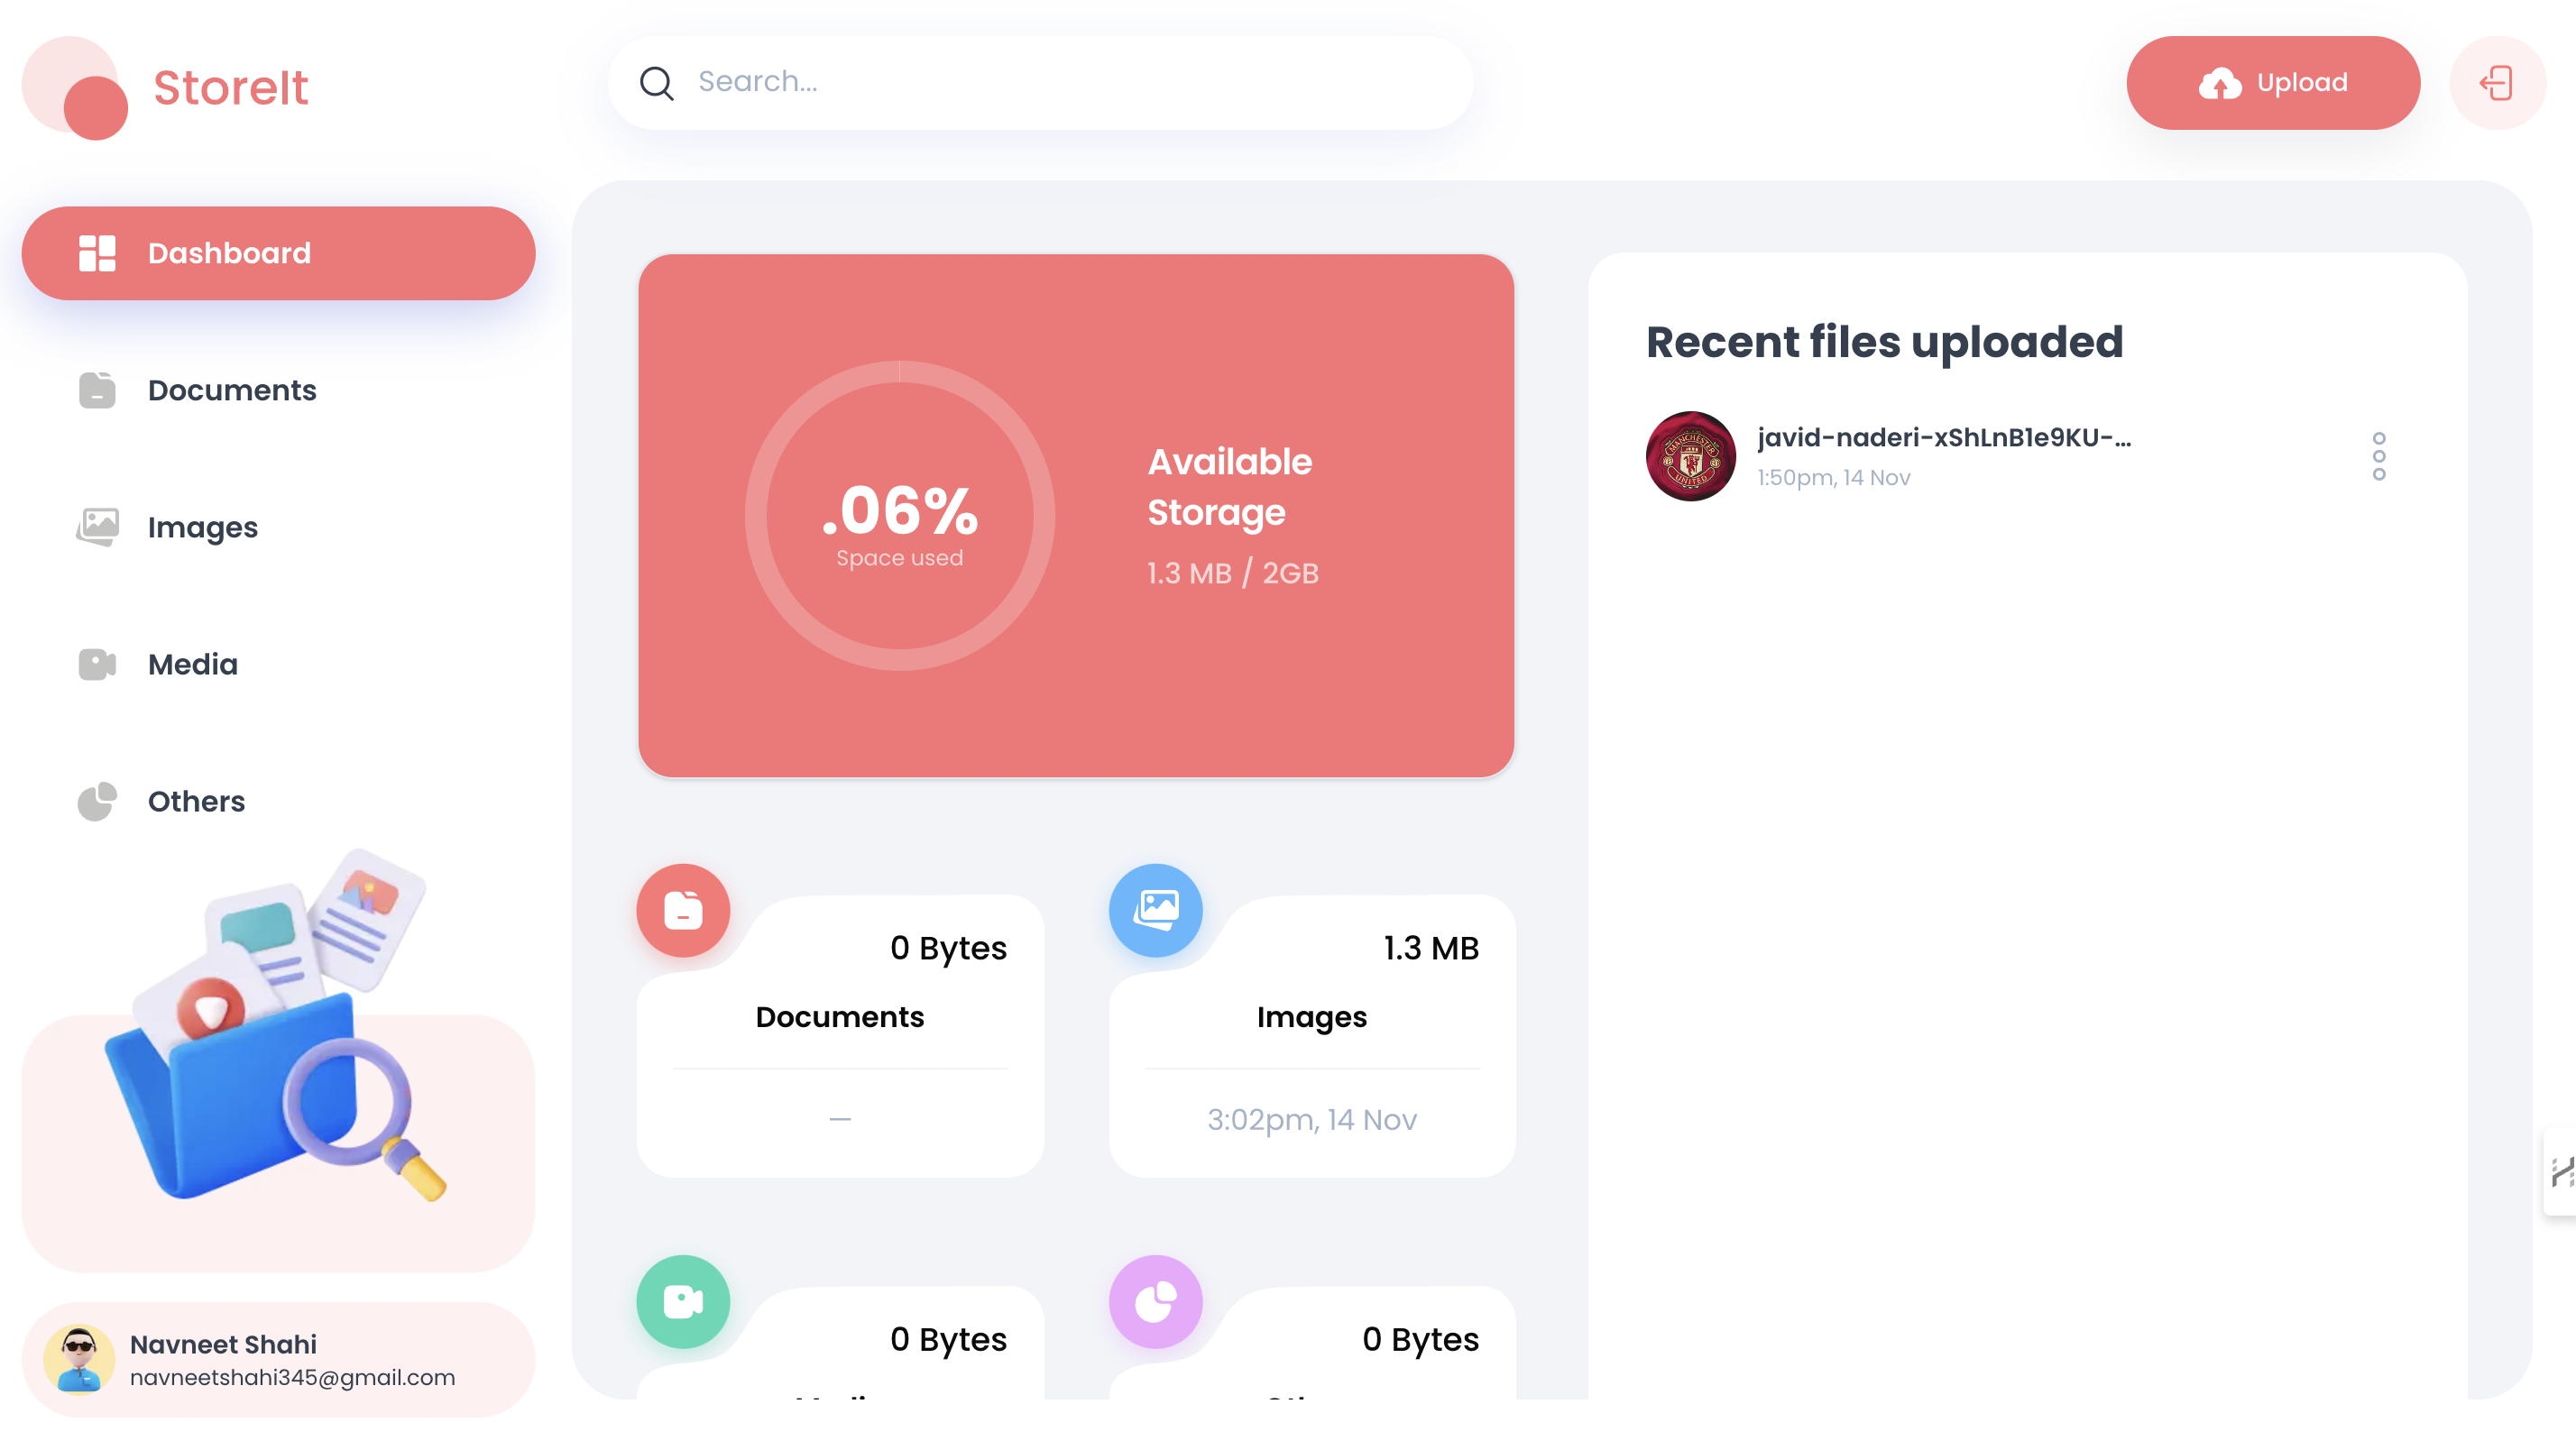 StoreIt
Search...
Upload
Dashboard
Documents
Images
Media
Others
Navneet Shahi
navneetshahi345@gmail.com
.06%
Space used
Available
Storage
1.3 MB / 2GB
0 Bytes
Documents
—
1.3 MB
Images
3:02pm, 14 Nov
0 Bytes
0 Bytes
Recent files uploaded
MANCHESTER
UNITED
javid-naderi-xShLnB1e9KU-...
1:50pm, 14 Nov